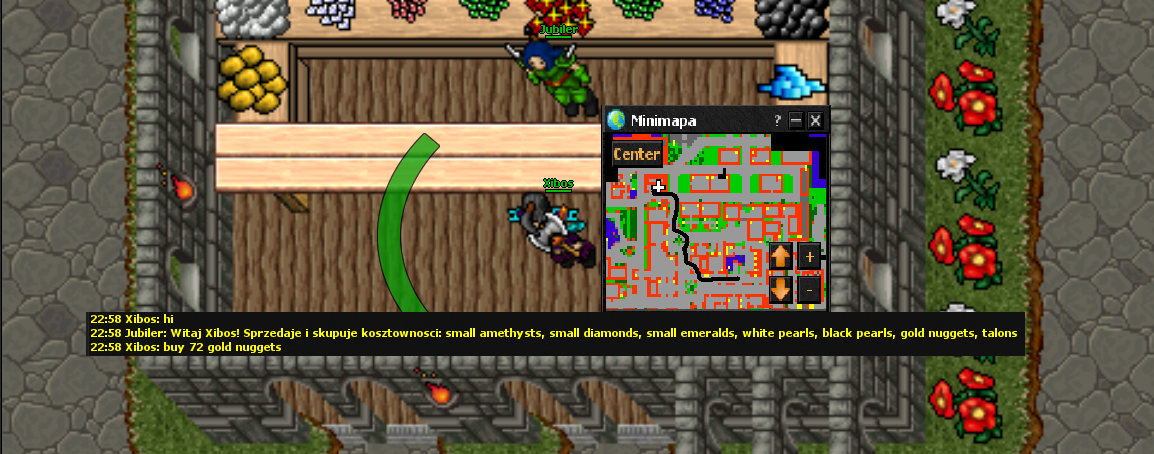 Jubiler
Minimapa
Center
Xibos
22:58 Xibos: hi
22:58 Jubiler: Witaj Xibos! Sprzedaje i skupuje kosztownosci: small amethysts, small diamonds, small emeralds, white pearls, black pearls, gold nuggets, talons
22:58 Xibos: buy 72 gold nuggets